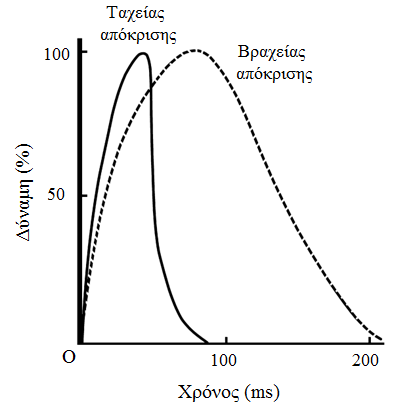 Ταχείας
απόκρισης
Βραχείας
απόκρισης
100
50
Δύναμη (%)
O
100
200
Χρόνος (ms)